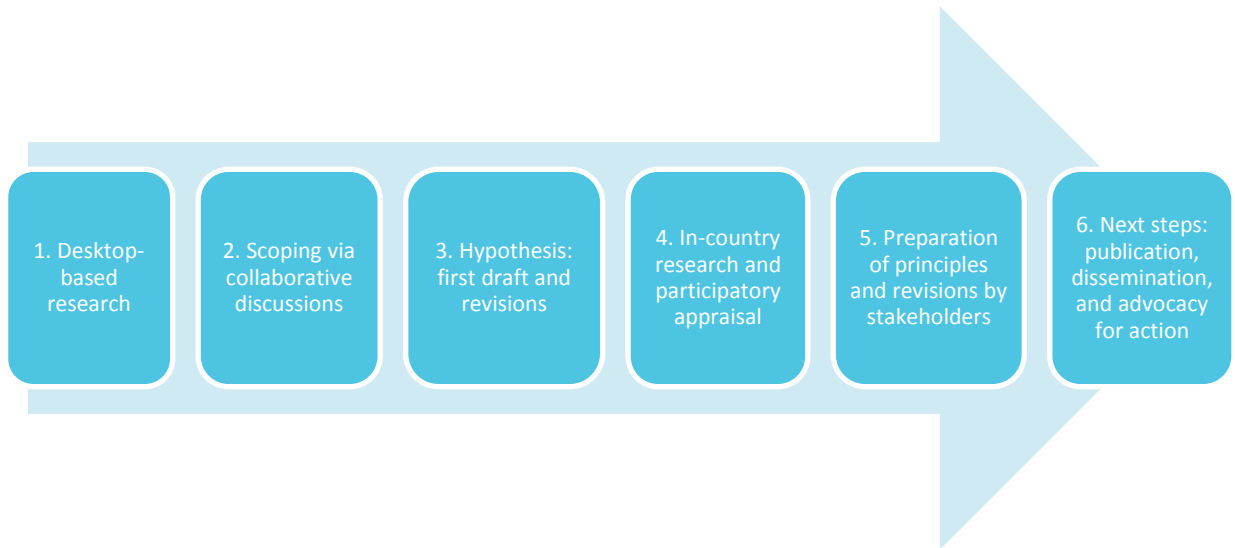 1. Desktop-
based
research
2. Scoping via
collaborative
discussions
3. Hypothesis:
first draft and
revisions
4. In-country
research and
participatory
appraisal
5. Preparation
of principles
and revisions by
stakeholders
6. Next steps:
publication,
dissemination,
and advocacy
for action